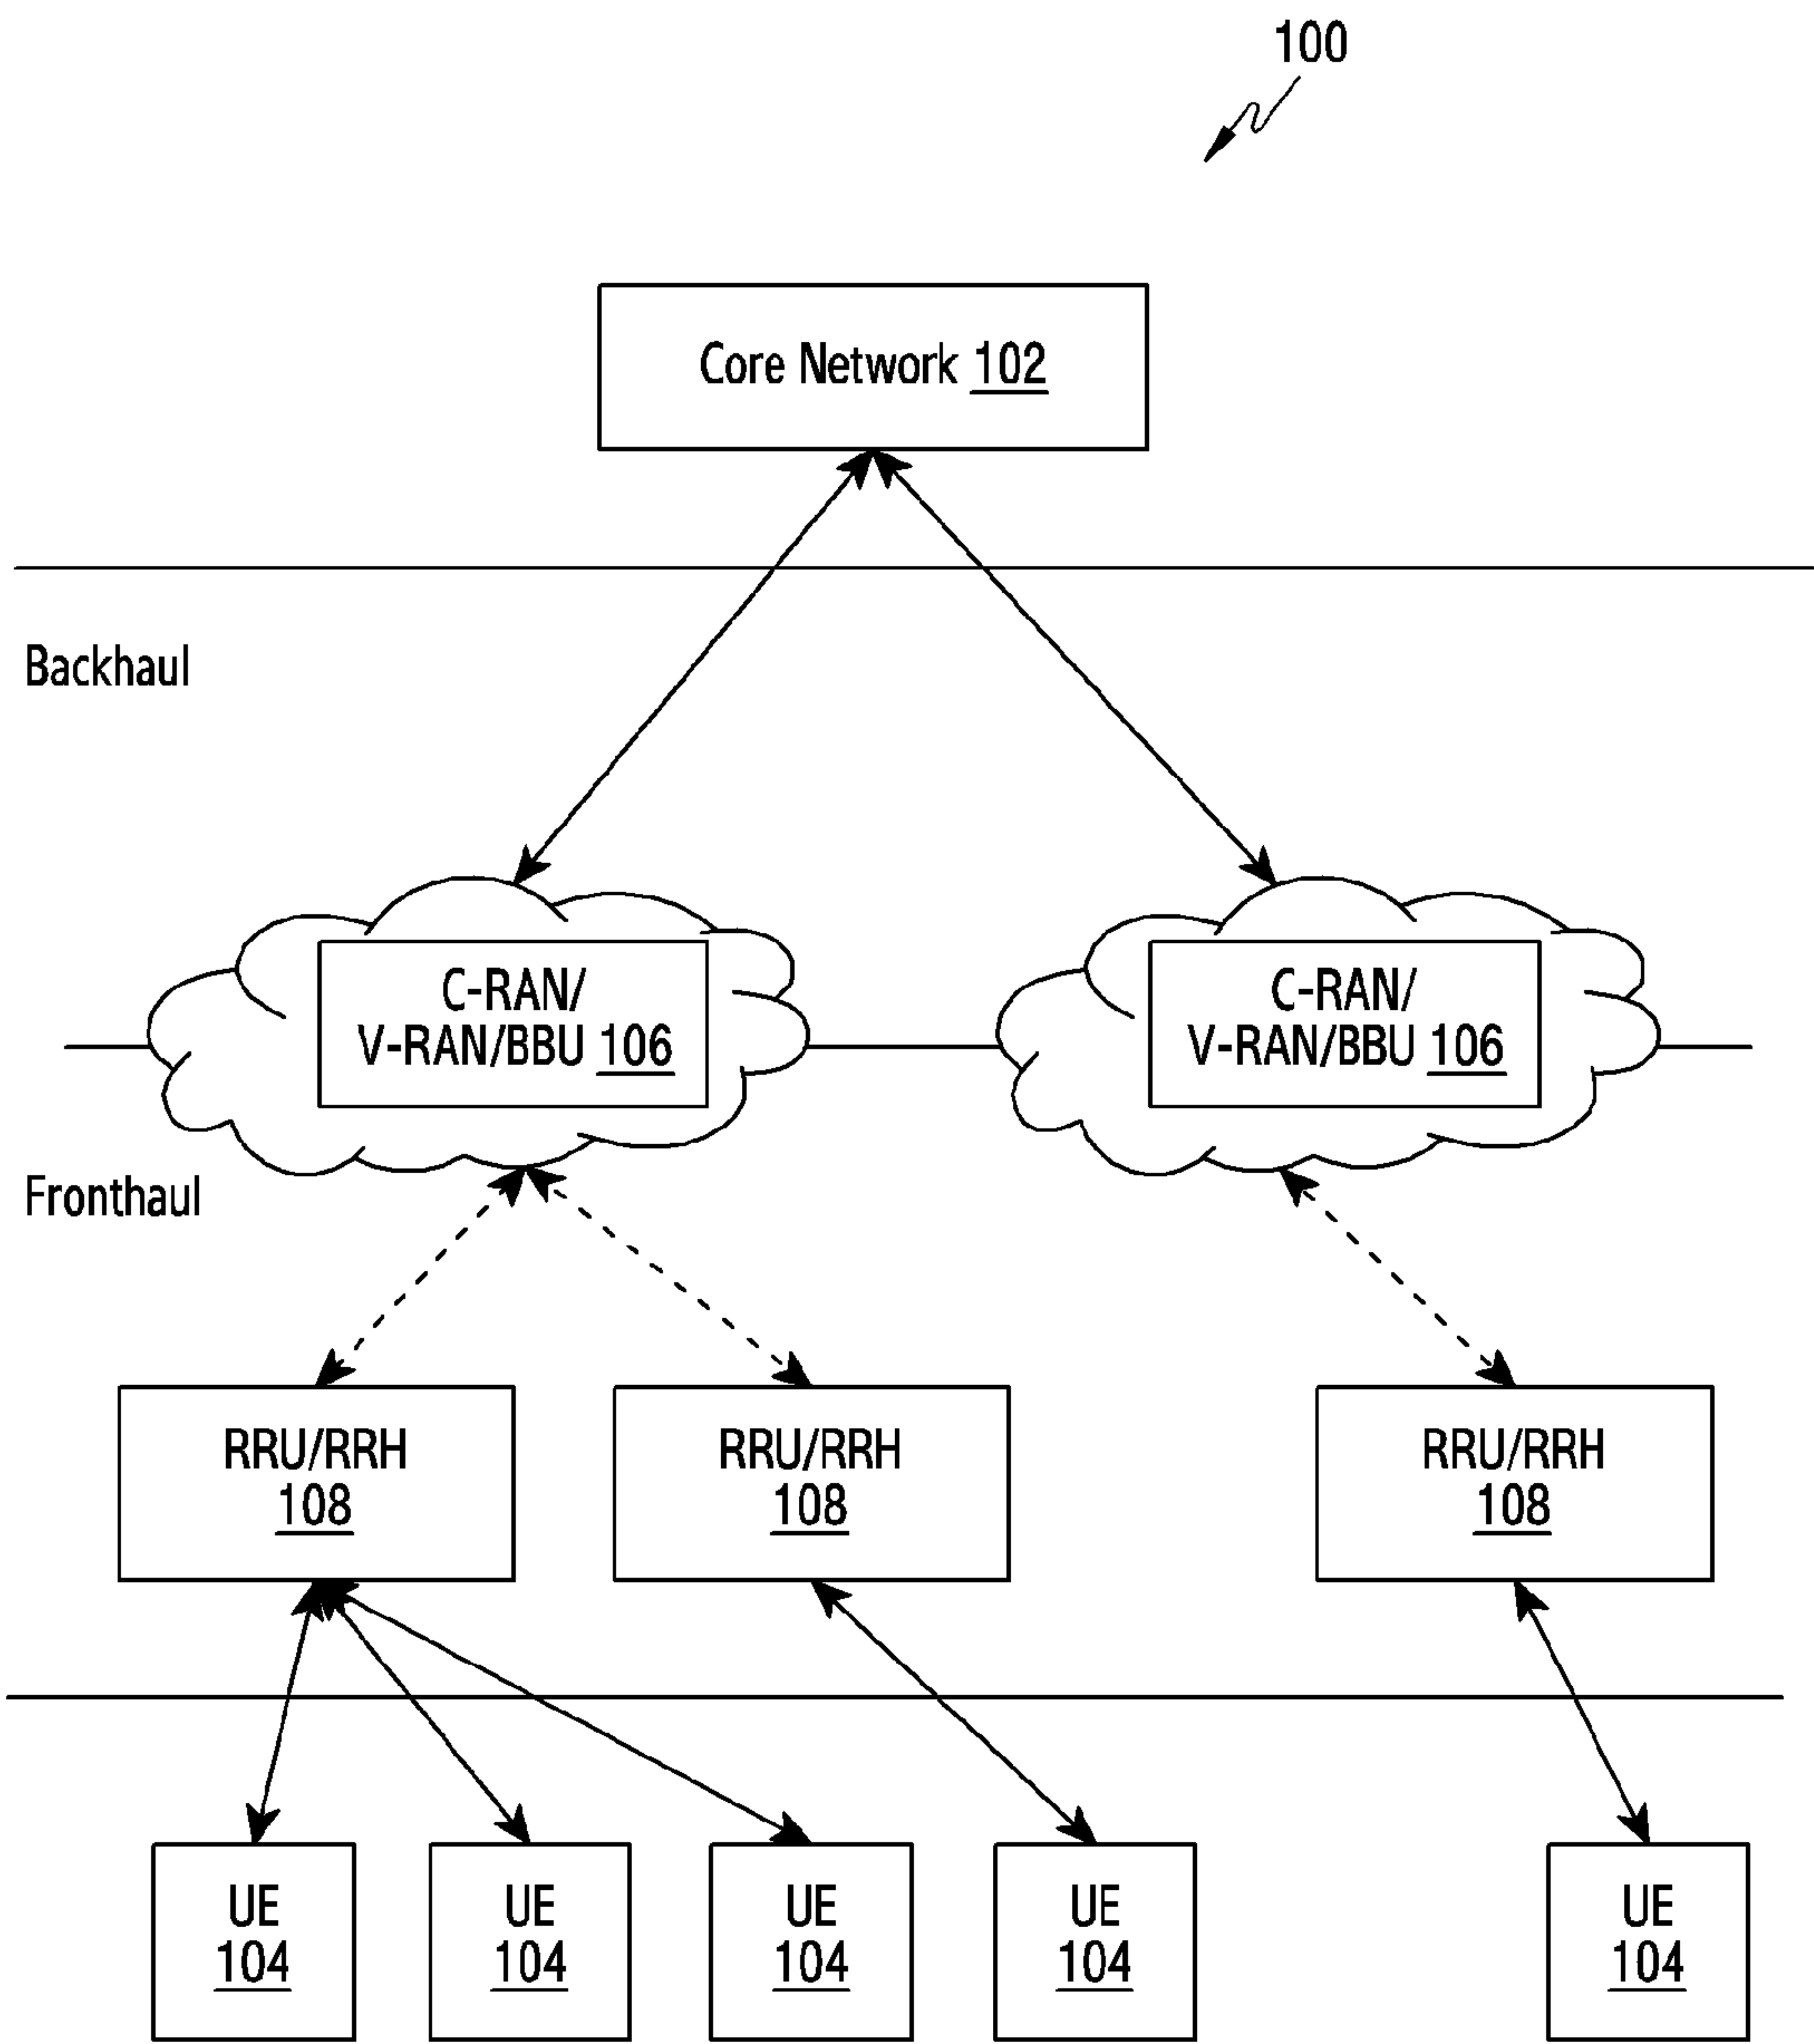 100
Core Network 102
Backhaul
C-RAN/
V-RAN/BBU 106
C-RAN/
V-RAN/BBU 106
Fronthaul
RRU/RRH
108
RRU/RRH
108
RRU/RRH
108
UE
104
UE
104
UE
104
UE
104
UE
104